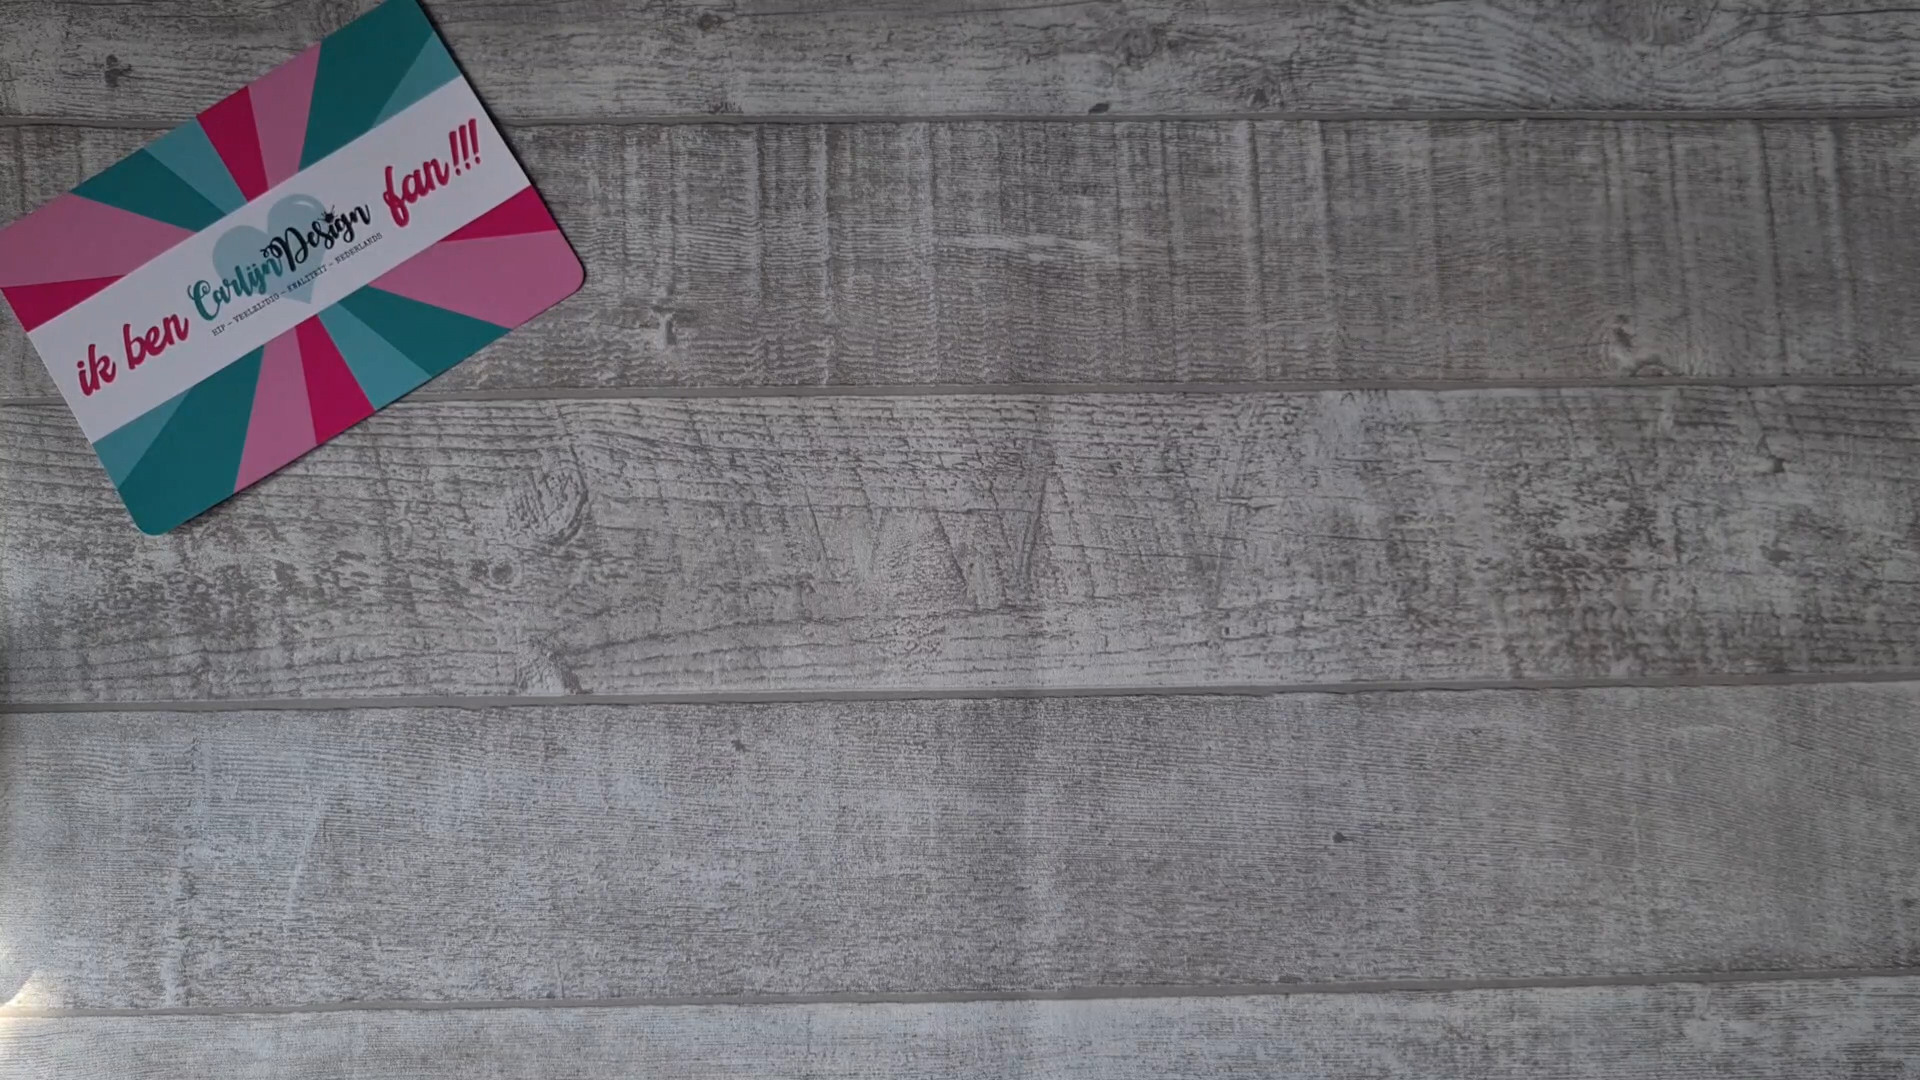 ik ben CarlijnDesign fan!!!
HIP – VEELZIJDIG – KWALITEIT – NEDERLANDS